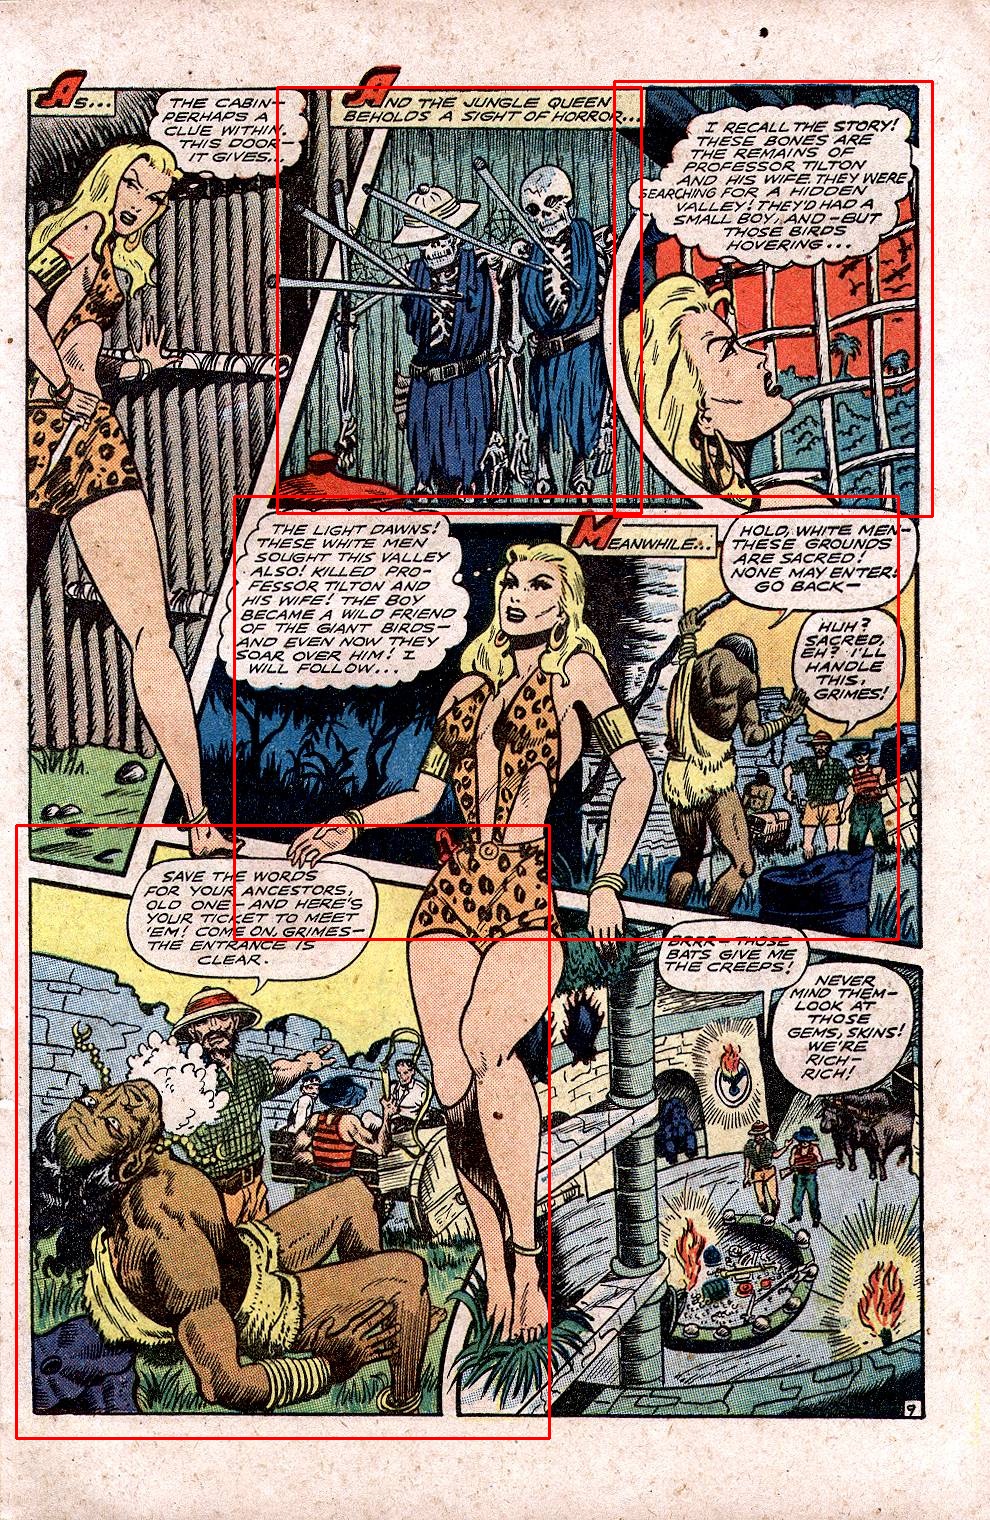 AS...
THE CABIN—
PERHAPS A
CLUE WITHIN.
THIS DOOR—
IT GIVES...
AND THE JUNGLE QUEEN
BEHOLDS A SIGHT OF HORROR...
I RECALL THE STORY!
THESE BONES ARE
THE REMAINS OF
PROFESSOR TILTON
AND HIS WIFE. THEY WERE
SEARCHING FOR A HIDDEN
VALLEY! THEY'D HAD A
SMALL BOY, AND—BUT
THOSE BIRDS
HOVERING...
THE LIGHT DAWNS!
THESE WHITE MEN
SOUGHT THIS VALLEY
ALSO! KILLED PRO-
FESSOR TILTON AND
HIS WIFE! THE BOY
BECAME A WILD FRIEND
OF THE GIANT BIRDS—
AND EVEN NOW THEY
SOAR OVER HIM! I
WILL FOLLOW...
MEANWHILE...
HOLD, WHITE MEN—
THESE GROUNDS
ARE SACRED!
NONE MAY ENTER!
GO BACK—
HUH?
SACRED,
EH? I'LL
HANDLE
THIS,
GRIMES!
SAVE THE WORDS
FOR YOUR ANCESTORS,
OLD ONE—AND HERE'S
YOUR TICKET TO MEET
'EM! COME ON, GRIMES—
THE ENTRANCE IS
CLEAR.
BRRR—THOSE
BATS GIVE ME
THE CREEPS!
NEVER
MIND THEM—
LOOK AT
THOSE
GEMS, SKINS!
WE'RE
RICH—
RICH!
9